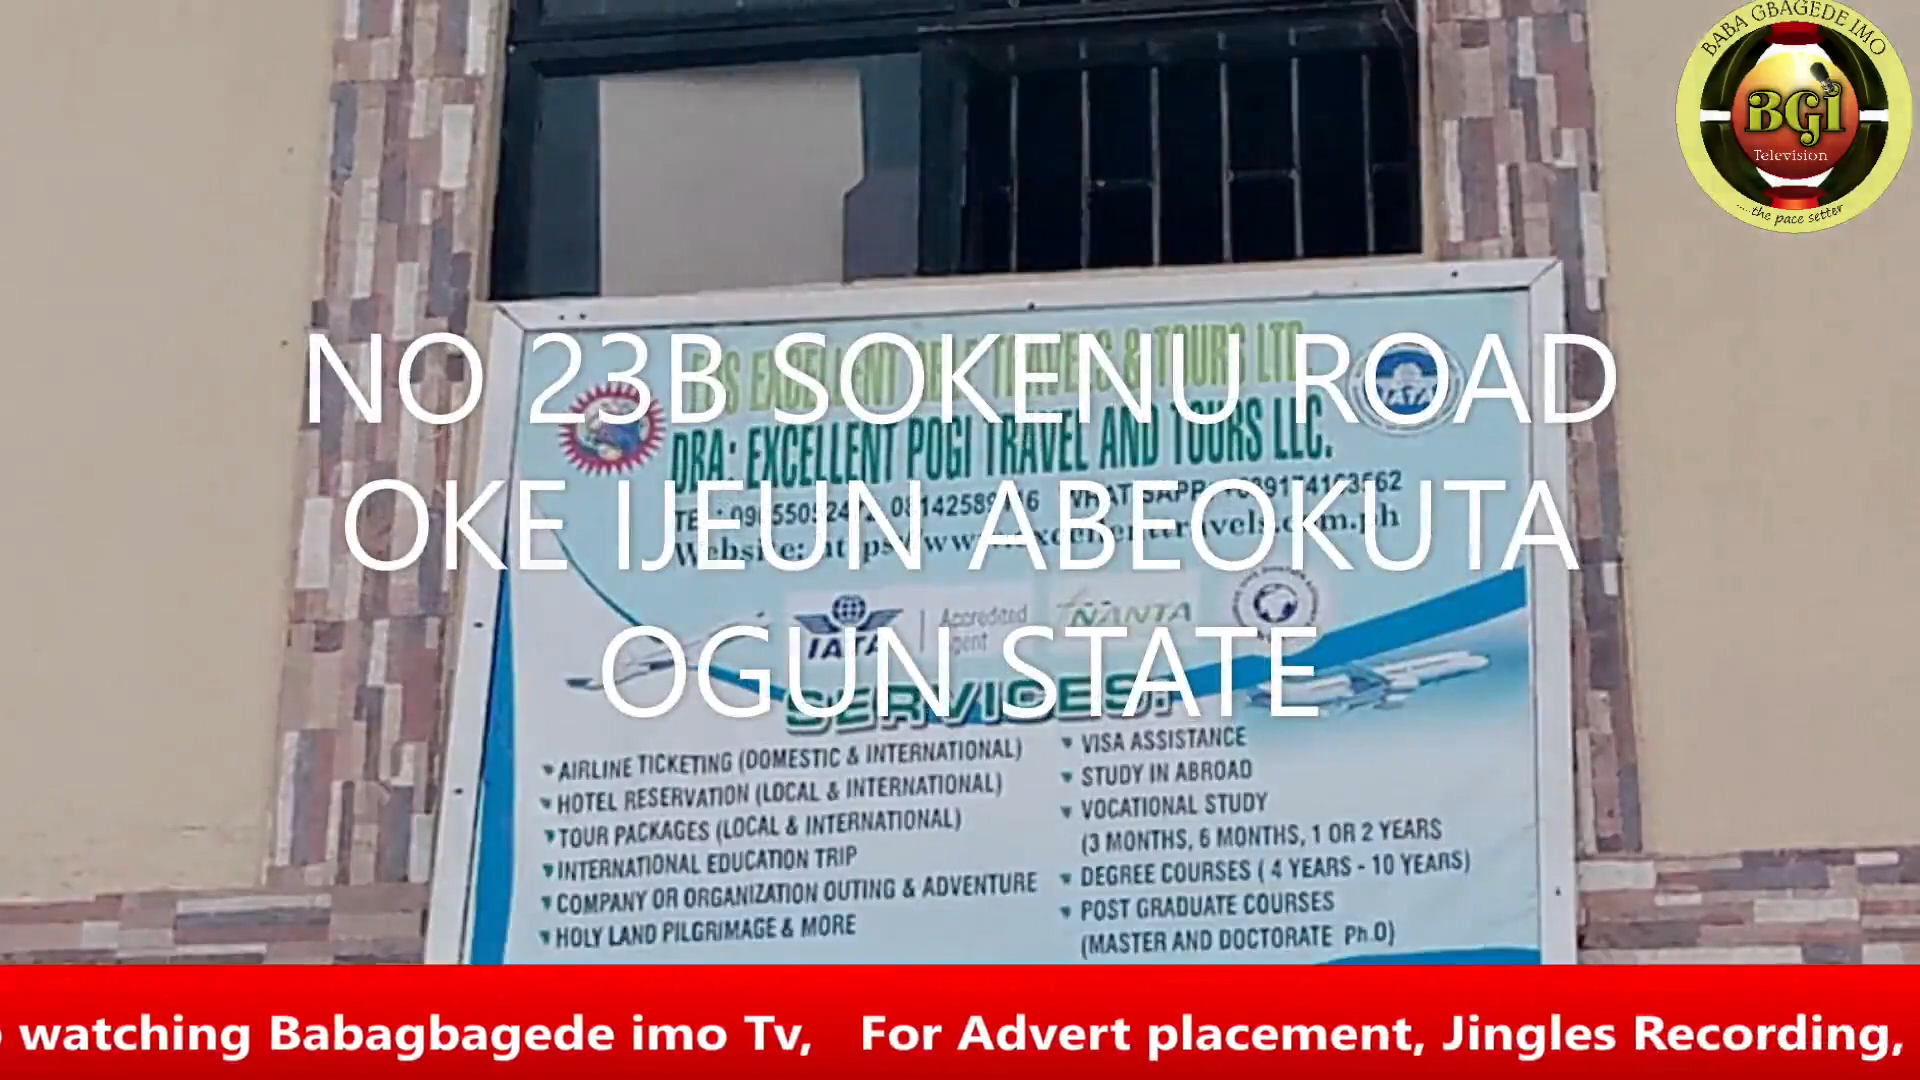 BABA GBAGEDE IMO
BGI
Television
.....the pace setter
NO 23B SOKENU ROAD
OKE IJEUN ABEOKUTA
OGUN STATE
EXCELLENT TRAVELS & TOURS LTD
DBA: EXCELLENT POGI TRAVEL AND TOURS LLC.
IATA
Accredited
Agent
NANTA
SERVICES:
AIRLINE TICKETING (DOMESTIC & INTERNATIONAL)
HOTEL RESERVATION (LOCAL & INTERNATIONAL)
TOUR PACKAGES (LOCAL & INTERNATIONAL)
INTERNATIONAL EDUCATION TRIP
COMPANY OR ORGANIZATION OUTING & ADVENTURE
HOLY LAND PILGRIMAGE & MORE
VISA ASSISTANCE
STUDY IN ABROAD
VOCATIONAL STUDY
(3 MONTHS, 6 MONTHS, 1 OR 2 YEARS
DEGREE COURSES ( 4 YEARS - 10 YEARS)
POST GRADUATE COURSES
(MASTER AND DOCTORATE Ph.D)
watching Babagbagede imo Tv, For Advert placement, Jingles Recording,